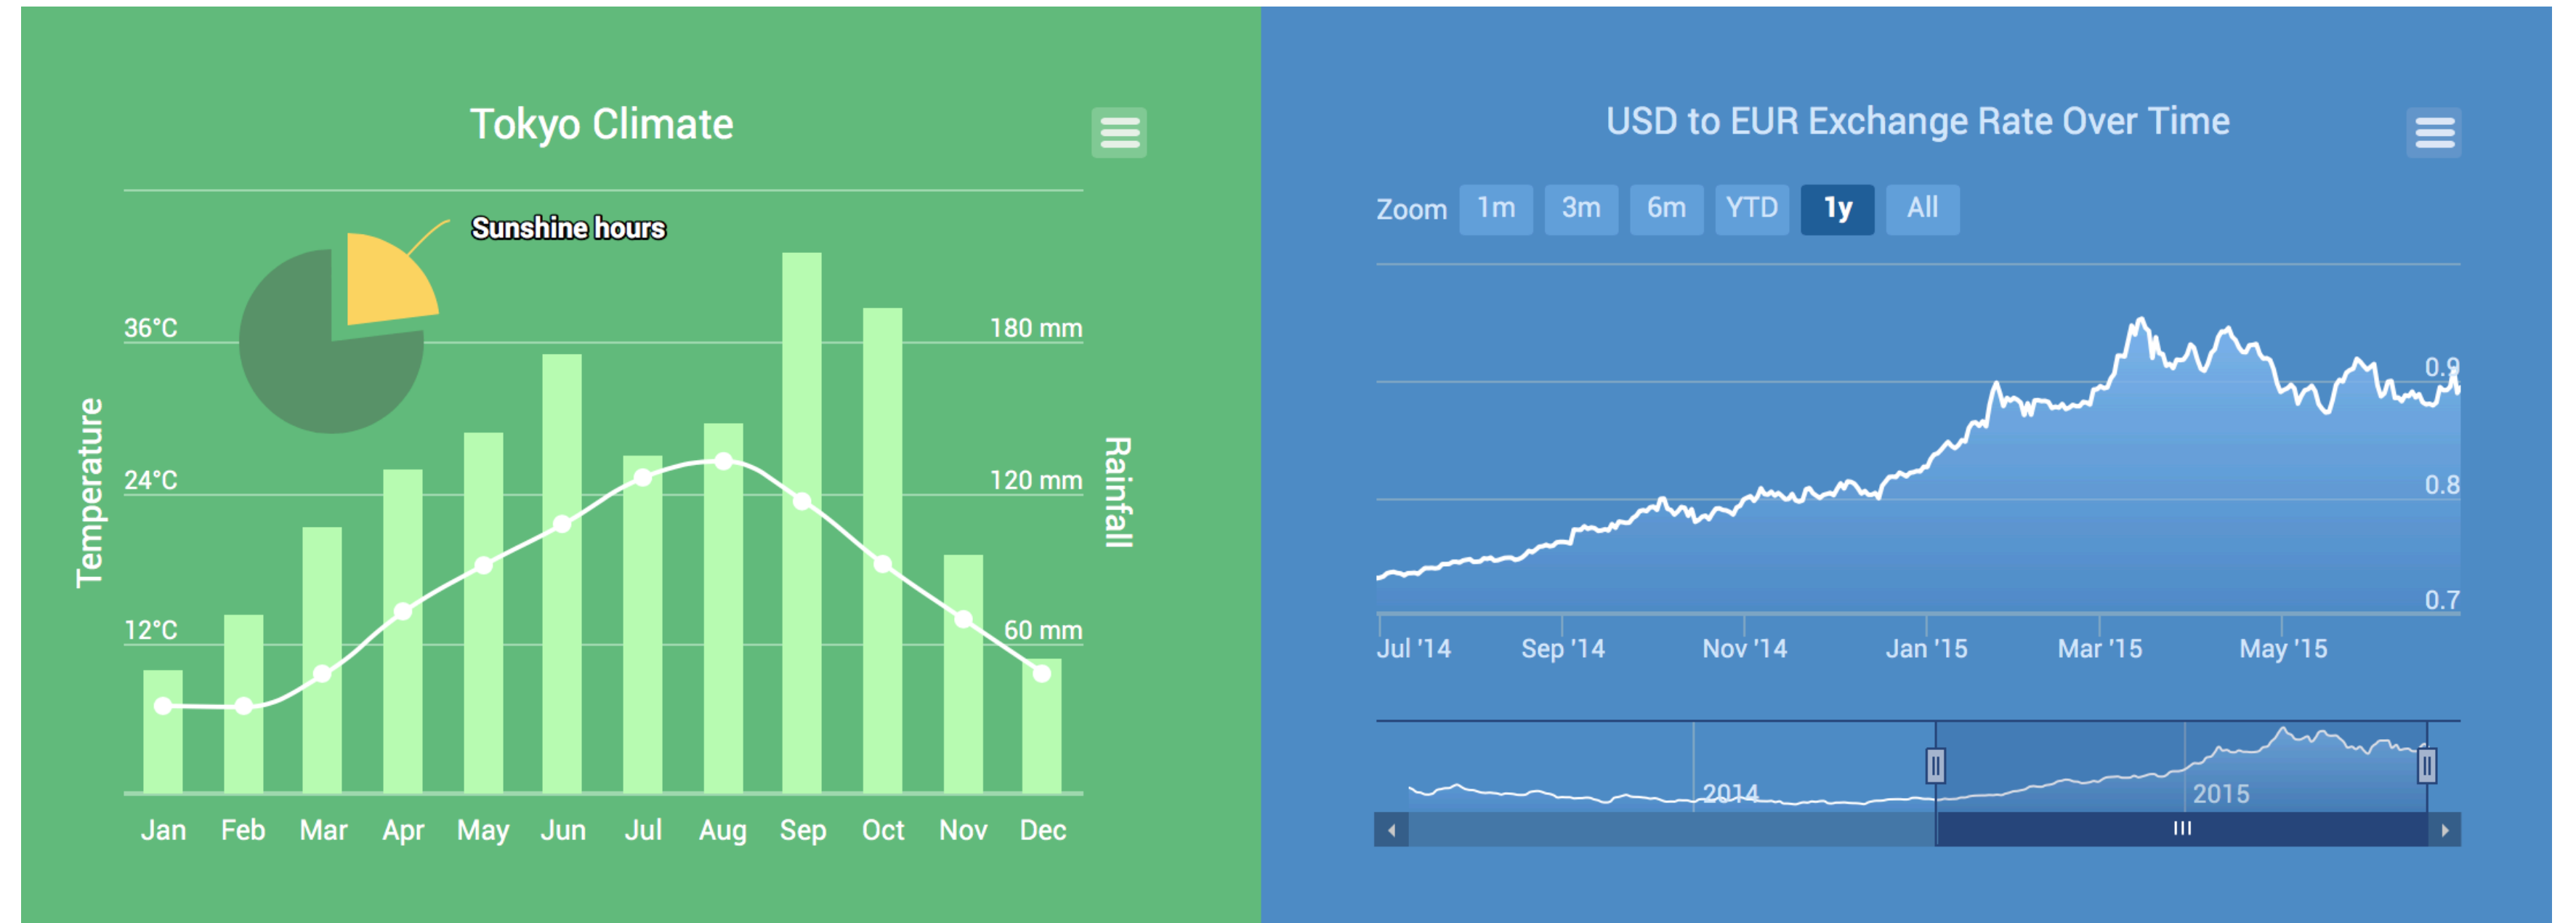 Tokyo Climate
Sunshine hours
36°C
180 mm
24°C
120 mm
12°C
60 mm
Temperature
Rainfall
Jan Feb Mar Apr May Jun Jul Aug Sep Oct Nov Dec
USD to EUR Exchange Rate Over Time
Zoom 1m 3m 6m YTD 1y All
0.9
0.8
0.7
Jul '14 Sep '14 Nov '14 Jan '15 Mar '15 May '15
2014 2015